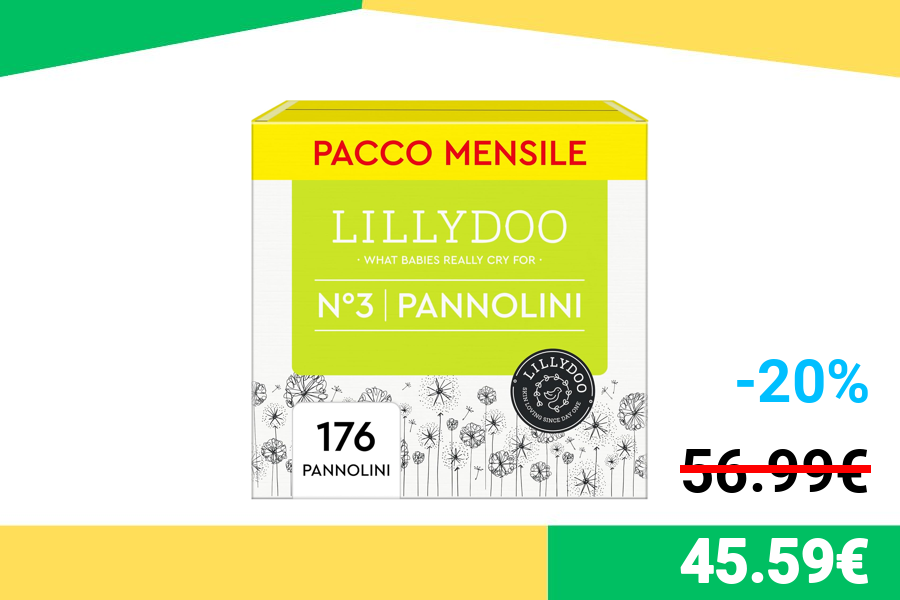 PACCO MENSILE
LILLYDOO
· WHAT BABIES REALLY CRY FOR ·
N°3 | PANNOLINI
LILLYDOO
SKIN LOVING SINCE DAY ONE
176
PANNOLINI
-20%
56.99€
45.59€